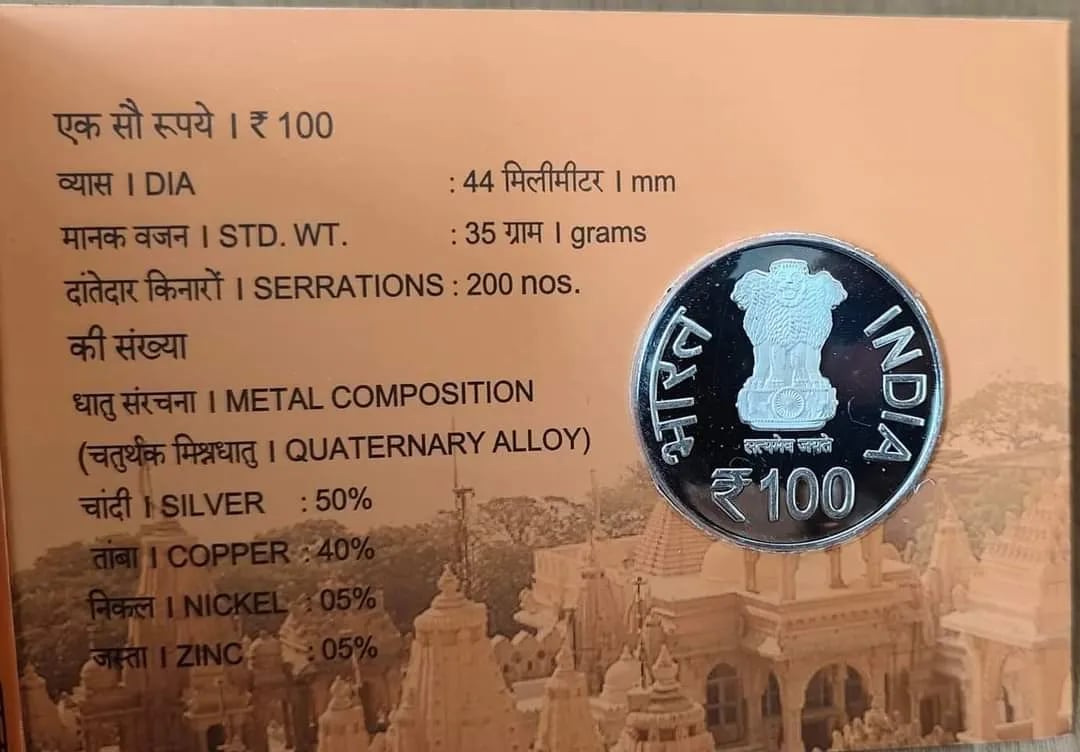 एक सौ रूपये । ₹ 100
व्यास । DIA : 44 मिलीमीटर । mm
मानक वजन । STD. WT. : 35 ग्राम । grams
दांतेदार किनारों । SERRATIONS : 200 nos.
की संख्या
धातु संरचना । METAL COMPOSITION
(चतुर्थक मिश्रधातु । QUATERNARY ALLOY)
चांदी । SILVER : 50%
तांबा । COPPER : 40%
निकल । NICKEL : 05%
जस्ता । ZINC : 05%
भारत
INDIA
सत्यमेव जयते
₹ 100